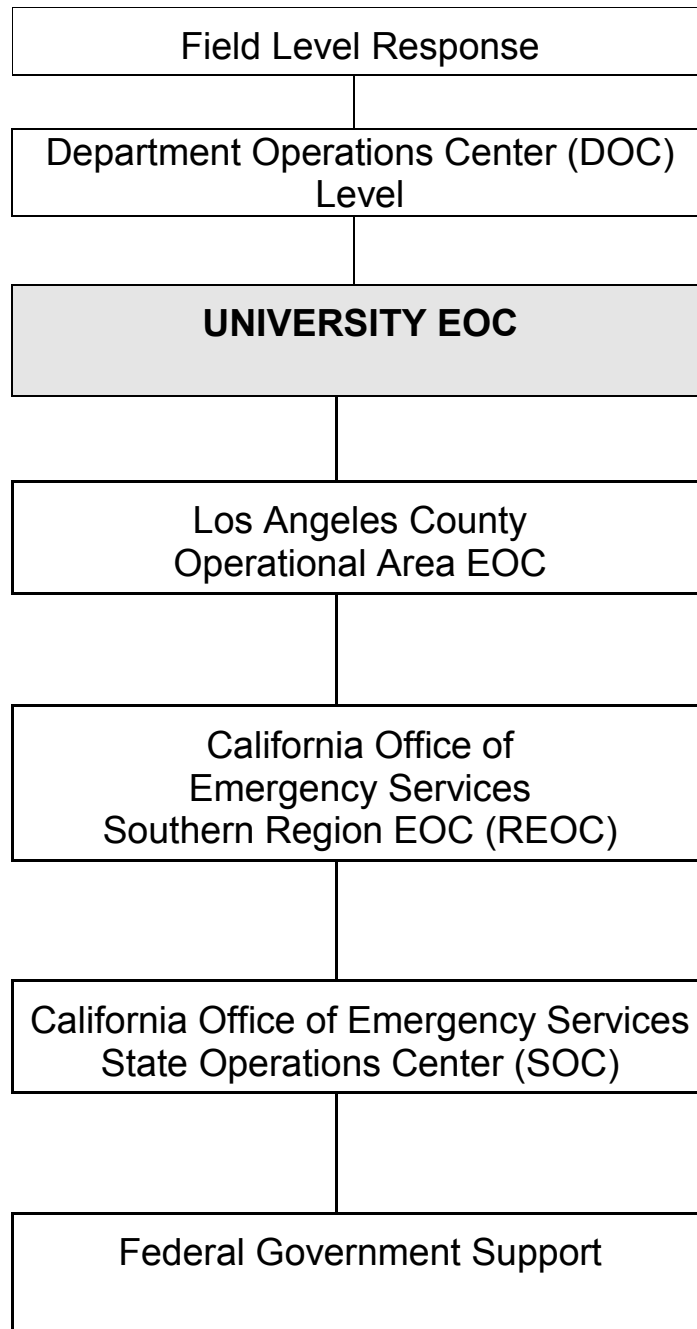 Field Level Response
Department Operations Center (DOC)
Level
UNIVERSITY EOC
Los Angeles County
Operational Area EOC
California Office of
Emergency Services
Southern Region EOC (REOC)
California Office of Emergency Services
State Operations Center (SOC)
Federal Government Support